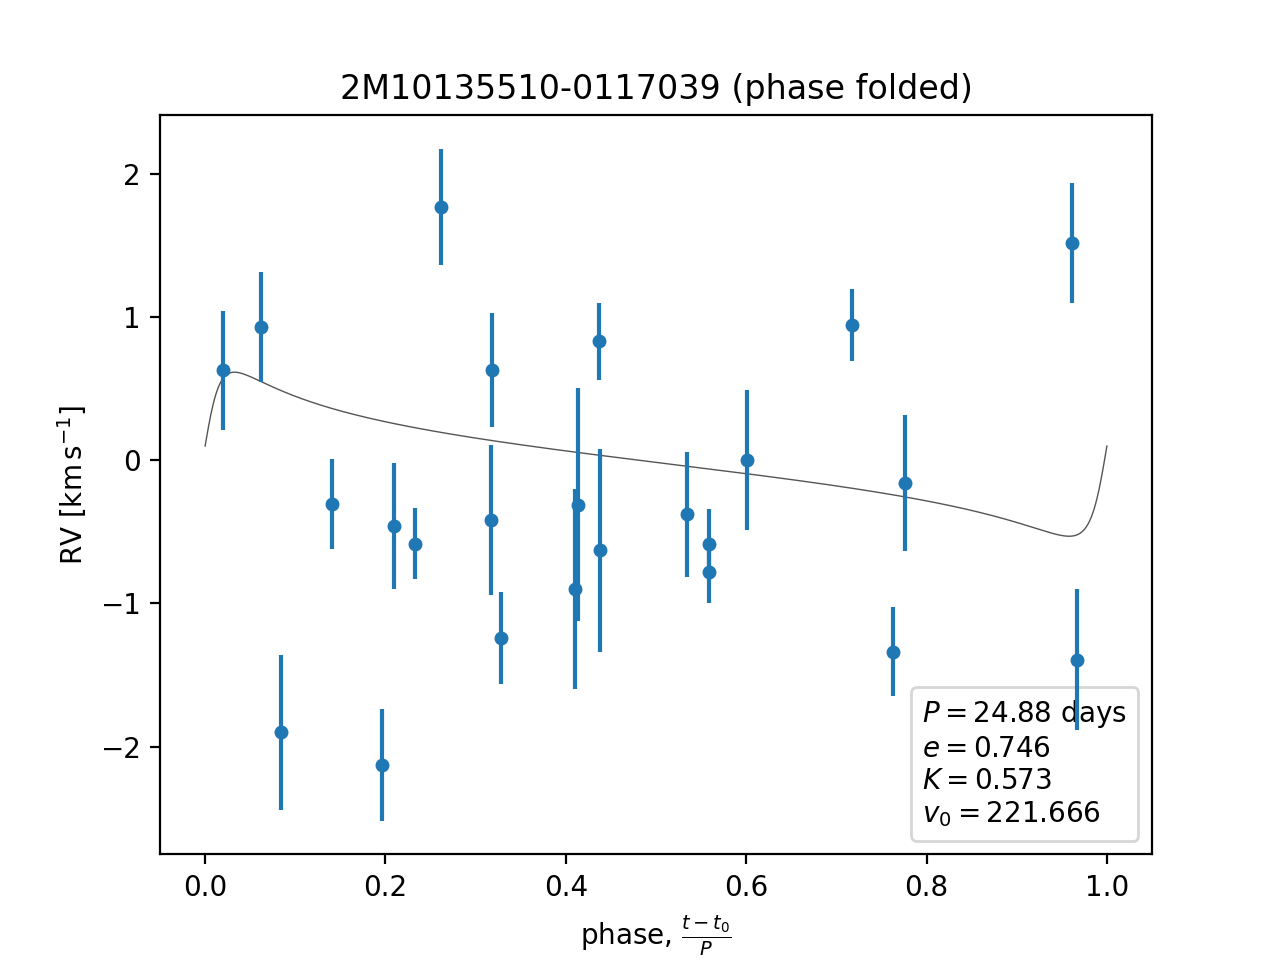 2M10135510-0117039 (phase folded)
RV [km s⁻¹]
2
1
0
−1
−2
P = 24.88 days
e = 0.746
K = 0.573
v₀ = 221.666
0.0 0.2 0.4 0.6 0.8 1.0
phase, (t − t₀)/P